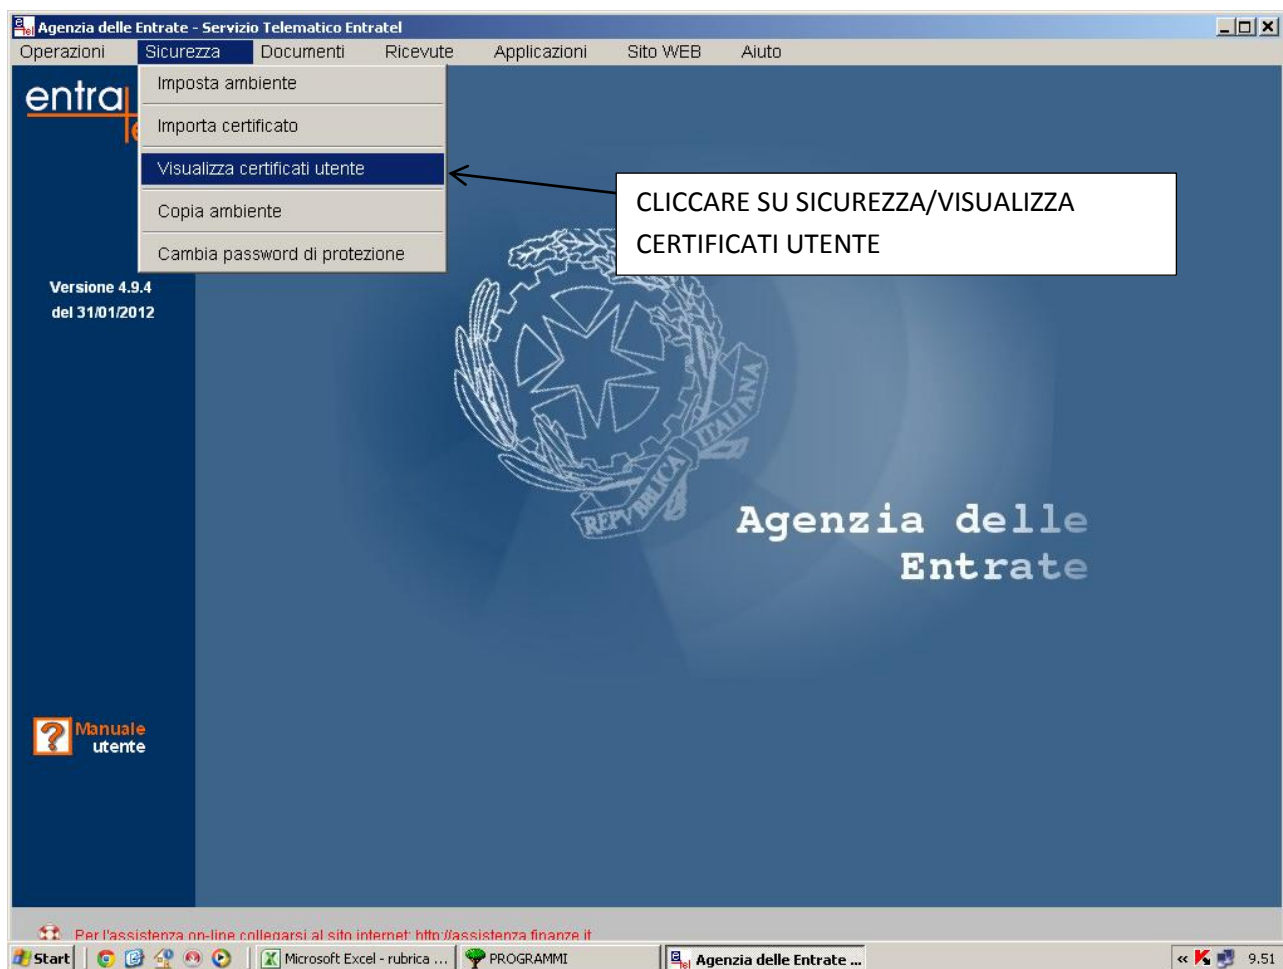 Agenzia delle Entrate - Servizio Telematico Entratel
Operazioni Sicurezza Documenti Ricevute Applicazioni Sito WEB Aiuto
entra
Imposta ambiente
Importa certificato
Visualizza certificati utente
Copia ambiente
Cambia password di protezione
CLICCARE SU SICUREZZA/VISUALIZZA
CERTIFICATI UTENTE
Versione 4.9.4
del 31/01/2012
REPVBBLICA ITALIANA
Agenzia delle
Entrate
Manuale
utente
Per l'assistenza on-line collegarsi al sito internet: http://assistenza.finanze.it
Start Microsoft Excel - rubrica ... PROGRAMMI Agenzia delle Entrate ... « 9.51